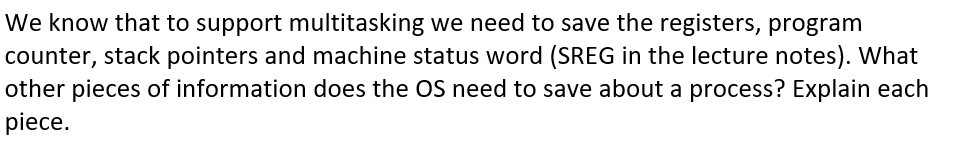 We know that to support multitasking we need to save the registers, program
counter, stack pointers and machine status word (SREG in the lecture notes). What
other pieces of information does the OS need to save about a process? Explain each
piece.